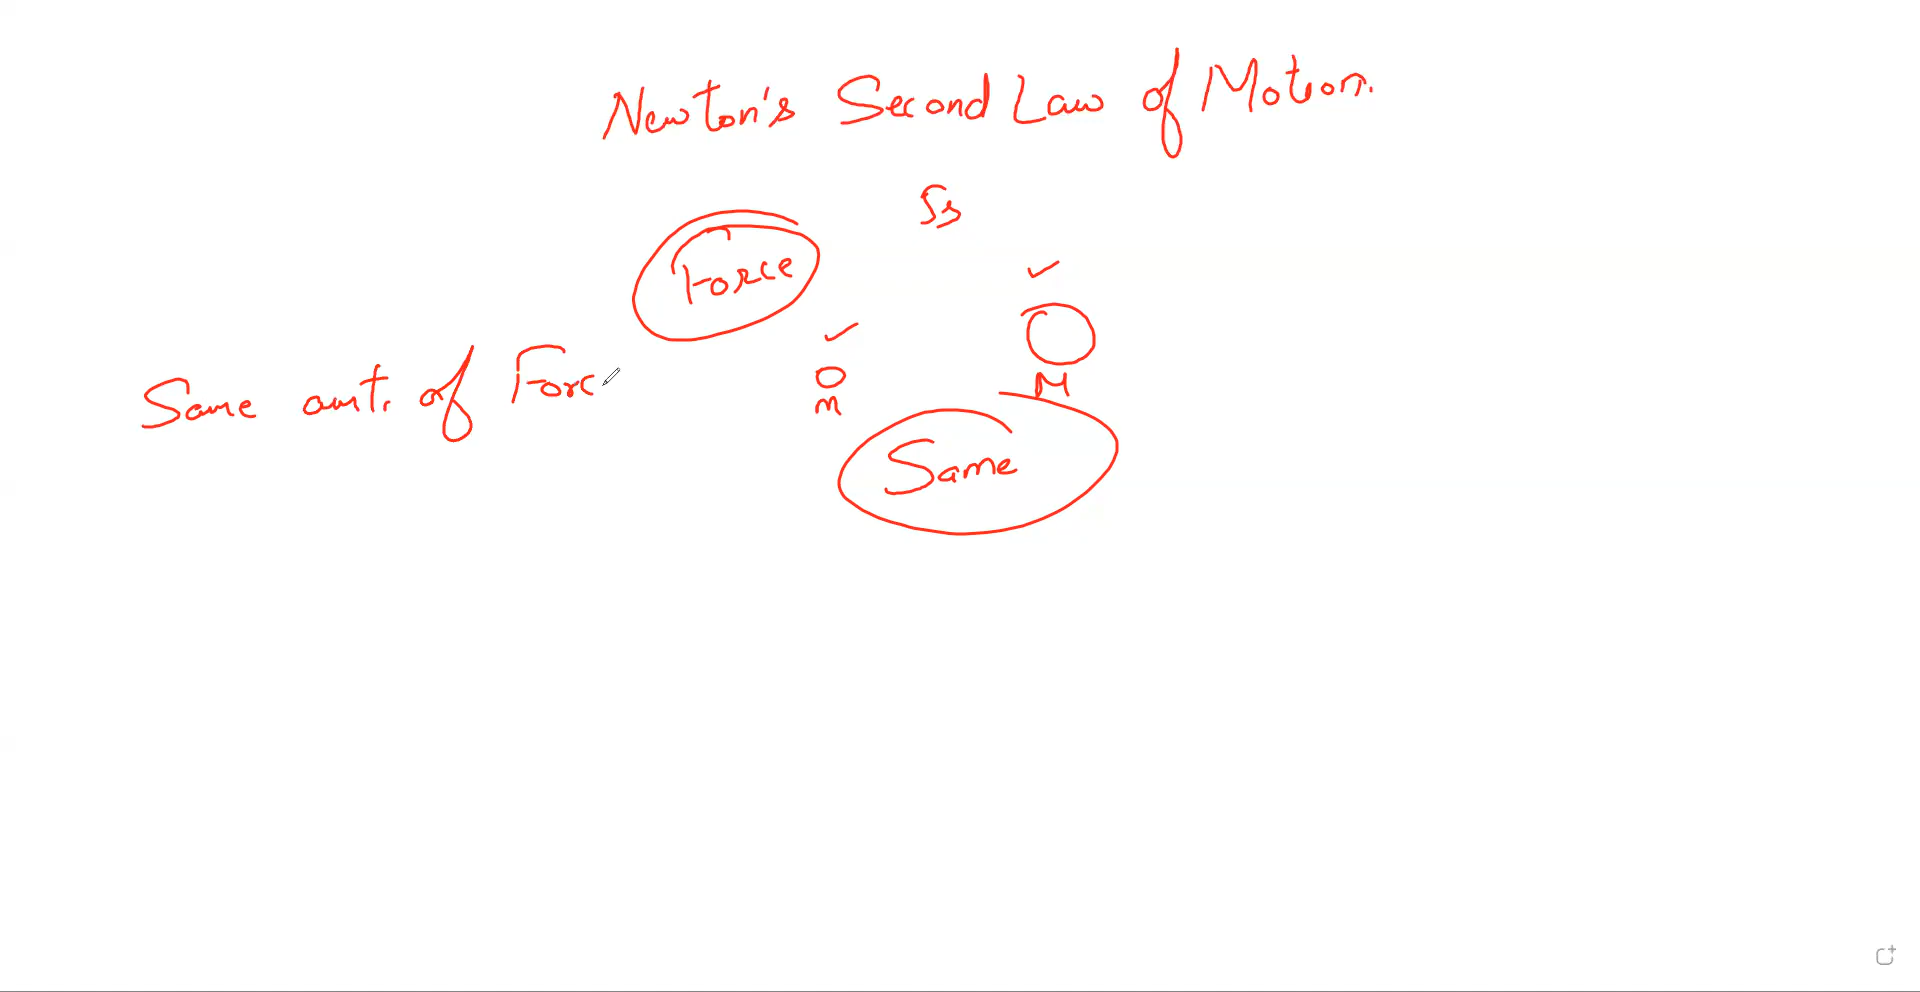 Newton's Second Law of Motion.
Force
Same amt. of Forc
m
M
Same